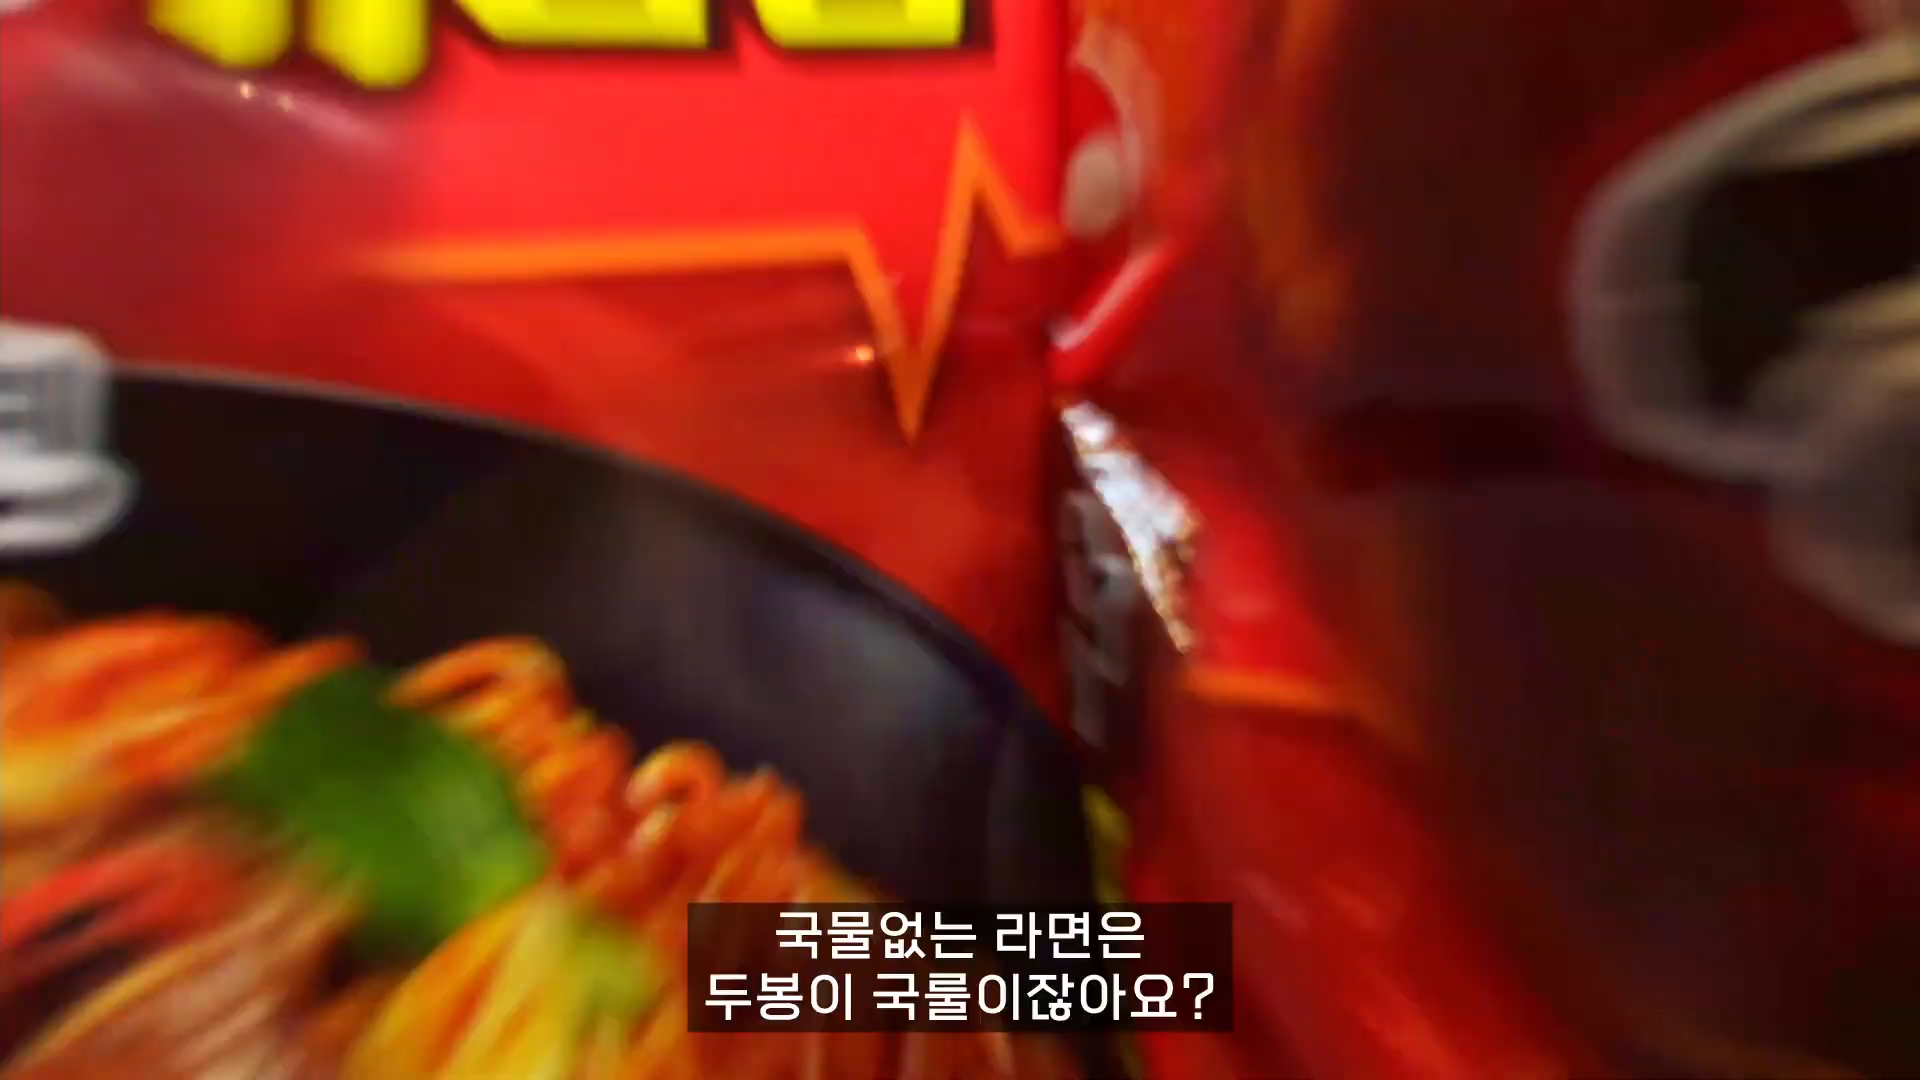 국물없는 라면은
두봉이 국룰이잖아요?